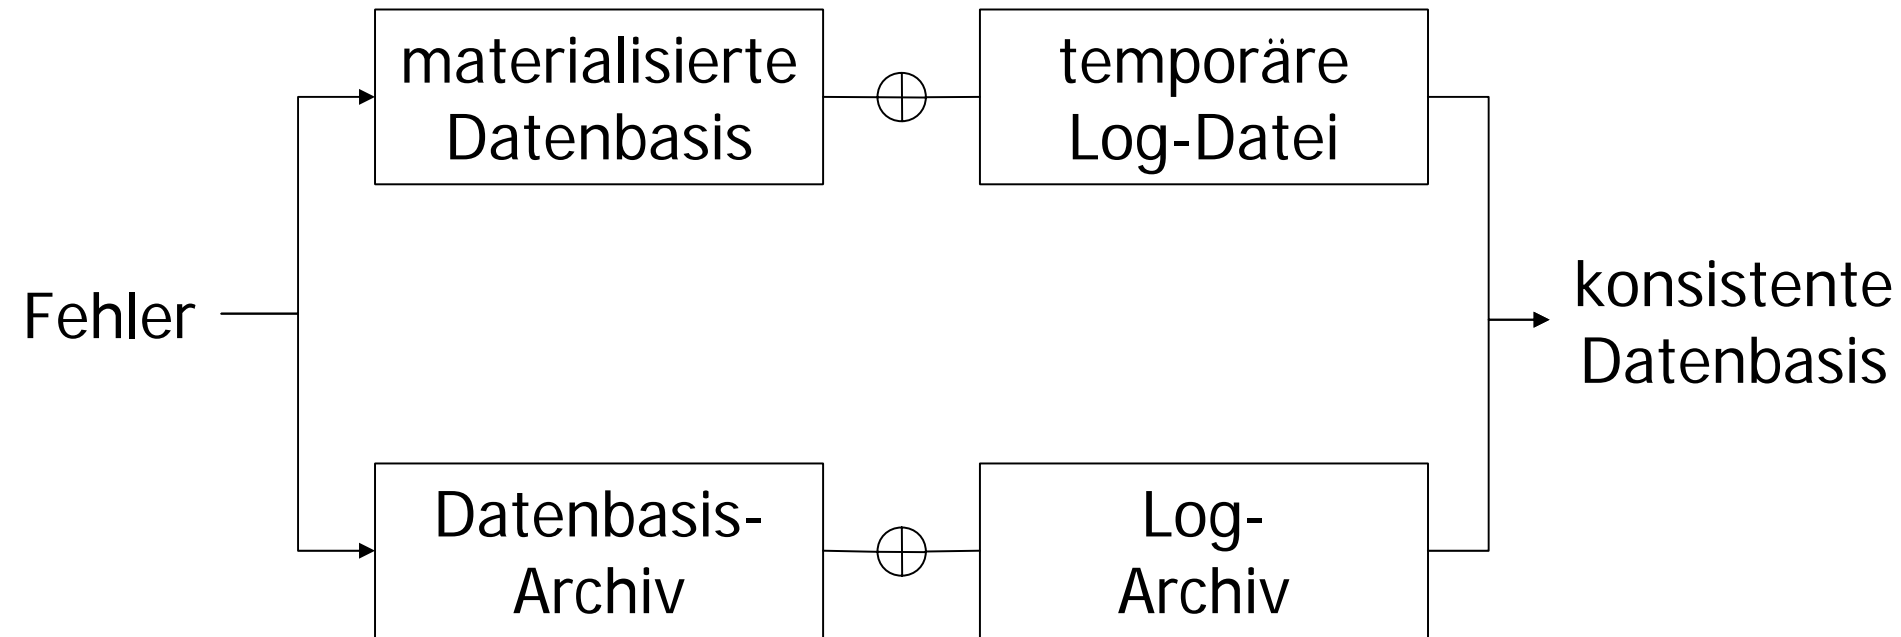 materialisierte
Datenbasis
temporäre
Log-Datei
Fehler
konsistente
Datenbasis
Datenbasis-
Archiv
Log-
Archiv